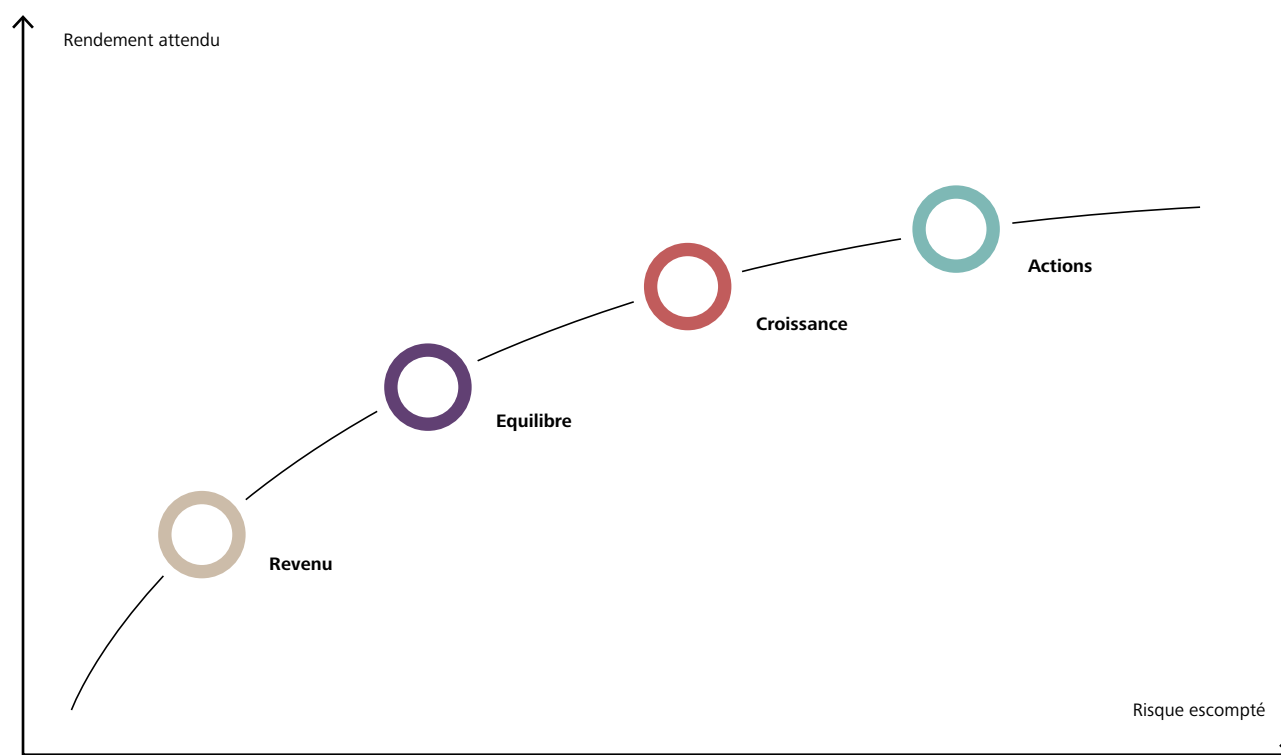 Rendement attendu
Actions
Croissance
Equilibre
Revenu
Risque escompté